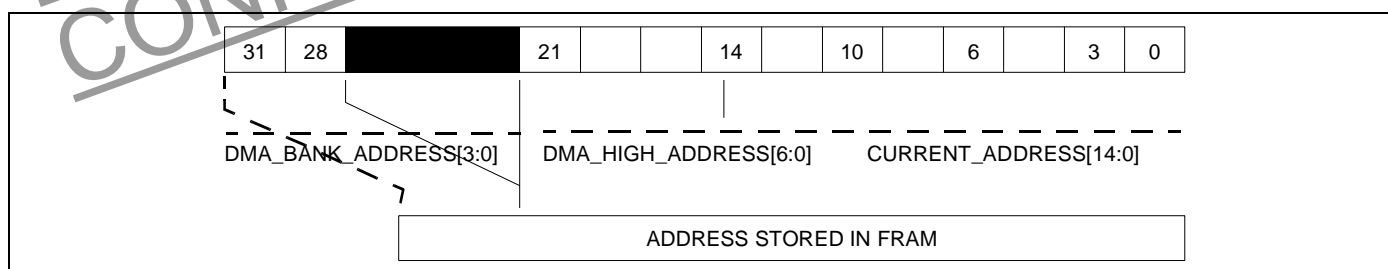 31 28 21 14 10 6 3 0
DMA_BANK_ADDRESS[3:0] DMA_HIGH_ADDRESS[6:0] CURRENT_ADDRESS[14:0]
ADDRESS STORED IN FRAM